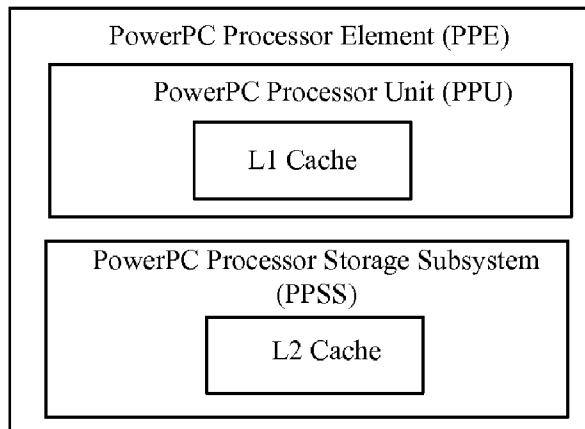 PowerPC Processor Element (PPE)
PowerPC Processor Unit (PPU)
L1 Cache
PowerPC Processor Storage Subsystem
(PPSS)
L2 Cache